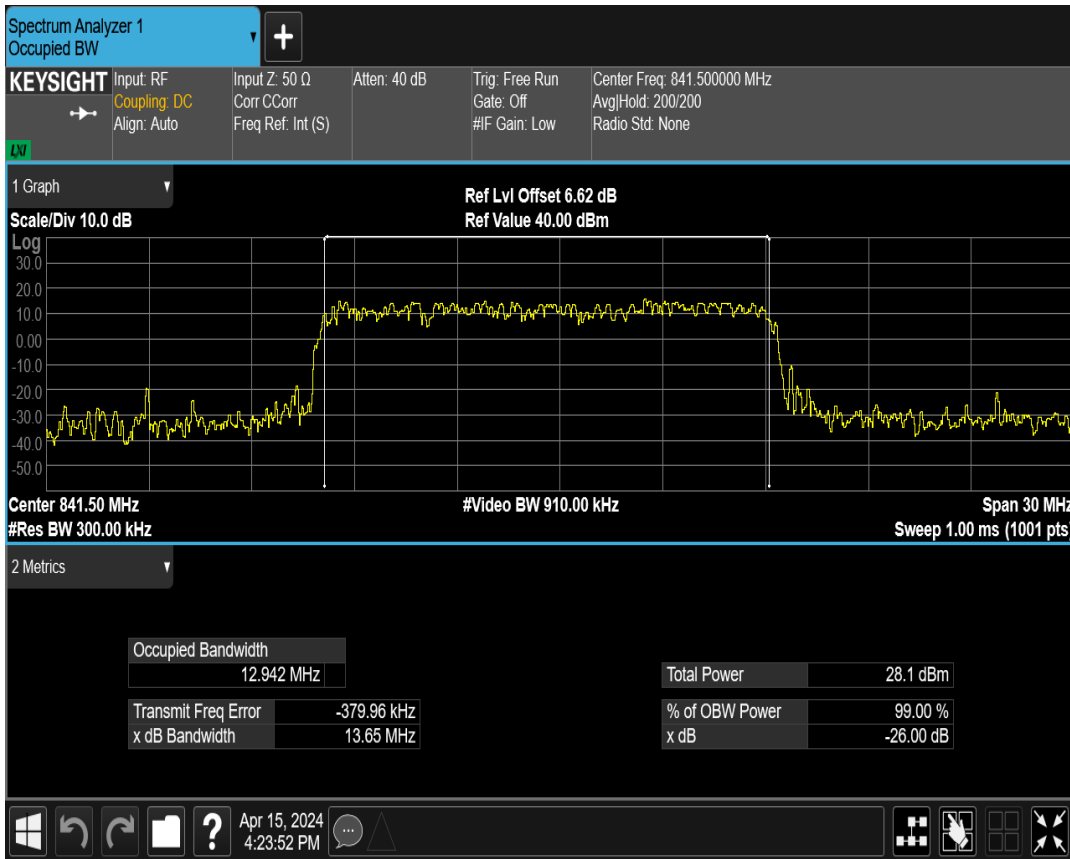 Spectrum Analyzer 1
Occupied BW
KEYSIGHT
LXI
Input: RF
Coupling: DC
Align: Auto
Input Z: 50 Ω
Corr CCorr
Freq Ref: Int (S)
Atten: 40 dB
Trig: Free Run
Gate: Off
#IF Gain: Low
Center Freq: 841.500000 MHz
Avg|Hold: 200/200
Radio Std: None
1 Graph
Scale/Div 10.0 dB
Ref Lvl Offset 6.62 dB
Ref Value 40.00 dBm
Log
30.0
20.0
10.0
0.00
-10.0
-20.0
-30.0
-40.0
-50.0
Center 841.50 MHz
#Video BW 910.00 kHz
Span 30 MHz
#Res BW 300.00 kHz
Sweep 1.00 ms (1001 pts)
2 Metrics
Occupied Bandwidth
12.942 MHz
Transmit Freq Error -379.96 kHz
x dB Bandwidth 13.65 MHz
Total Power 28.1 dBm
% of OBW Power 99.00 %
x dB -26.00 dB
?
Apr 15, 2024
4:23:52 PM